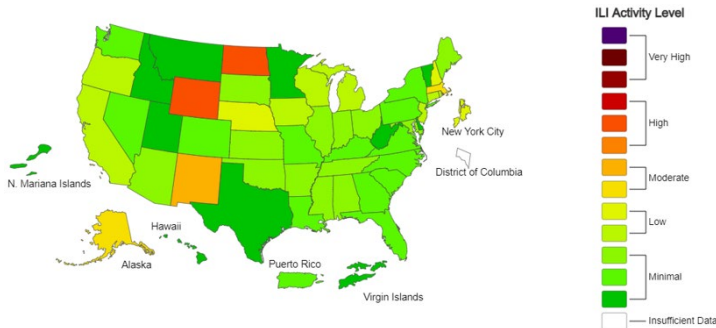 ILI Activity Level
Very High
High
Moderate
Low
Minimal
Insufficient Data
New York City
District of Columbia
N. Mariana Islands
Hawaii
Alaska
Puerto Rico
Virgin Islands